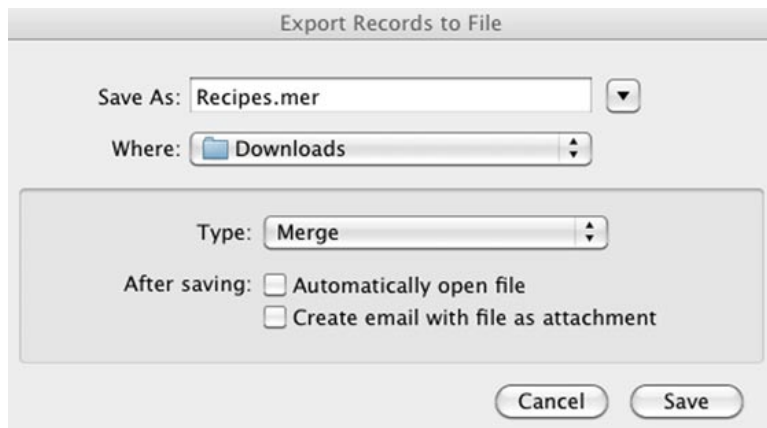 Export Records to File
Save As: Recipes.mer
Where: Downloads
Type: Merge
After saving: Automatically open file
Create email with file as attachment
Cancel Save